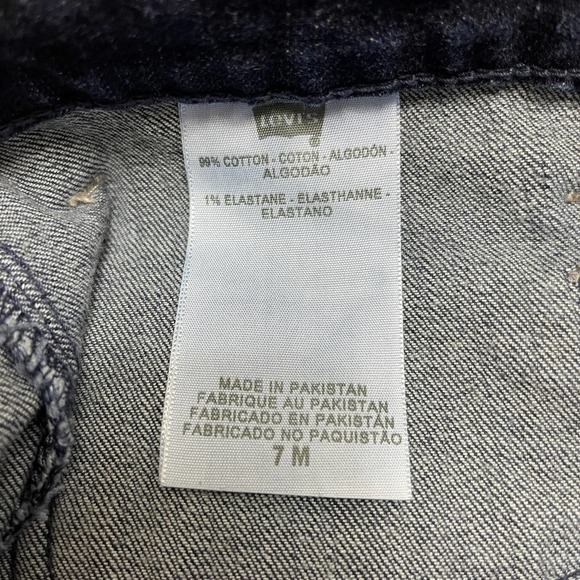 LEVI'S
®
99% COTTON - COTON - ALGODÓN -
ALGODÃO
1% ELASTANE - ELASTHANNE -
ELASTANO
MADE IN PAKISTAN
FABRIQUE AU PAKISTAN
FABRICADO EN PAKISTÁN
FABRICADO NO PAQUISTÃO
7 M